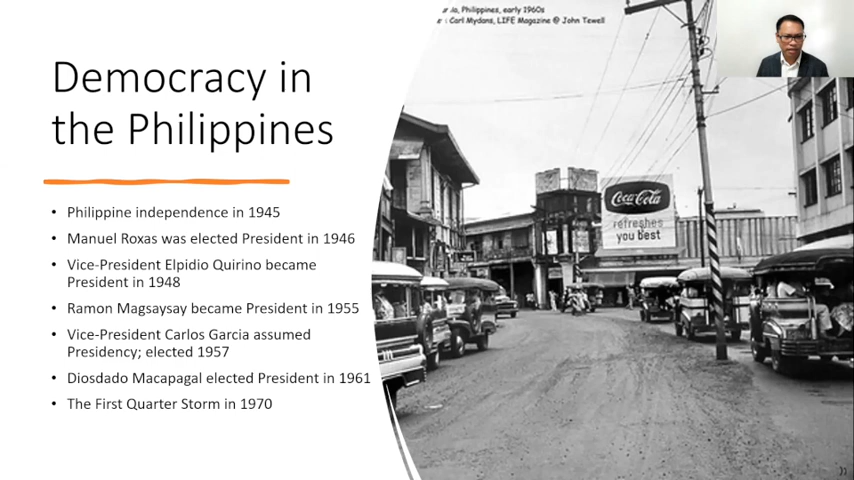 Democracy in
the Philippines
• Philippine independence in 1945
• Manuel Roxas was elected President in 1946
• Vice-President Elpidio Quirino became
President in 1948
• Ramon Magsaysay became President in 1955
• Vice-President Carlos Garcia assumed
Presidency; elected 1957
• Diosdado Macapagal elected President in 1961
• The First Quarter Storm in 1970
Philippines, early 1960s
Carl Mydans, LIFE Magazine @ John Tewell
Coca-Cola
refreshes
you best